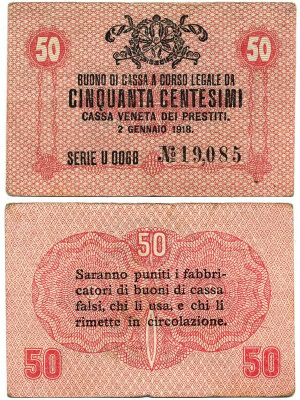 50 50
BUONO DI CASSA A CORSO LEGALE DA
CINQUANTA CENTESIMI
CASSA VENETA DEI PRESTITI.
2 GENNAIO 1918.
SERIE U 0068 No 19,085
50
Saranno puniti i fabbri-
catori di buoni di cassa
falsi, chi li usa, e chi li
rimette in circolazione.
50 50